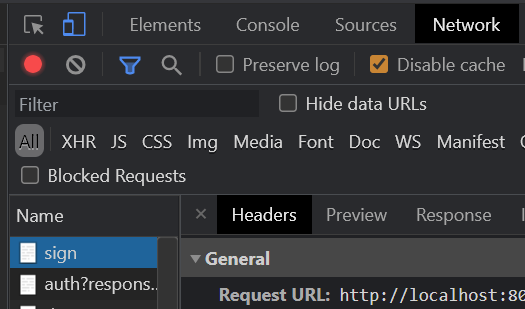 Elements Console Sources Network
Preserve log Disable cache
Filter Hide data URLs
All XHR JS CSS Img Media Font Doc WS Manifest
Blocked Requests
Name × Headers Preview Response
sign General
auth?respons... Request URL: http://localhost:80